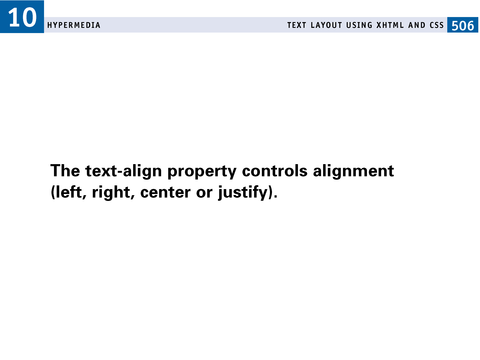 10
HYPERMEDIA
TEXT LAYOUT USING XHTML AND CSS 506
The text-align property controls alignment
(left, right, center or justify).